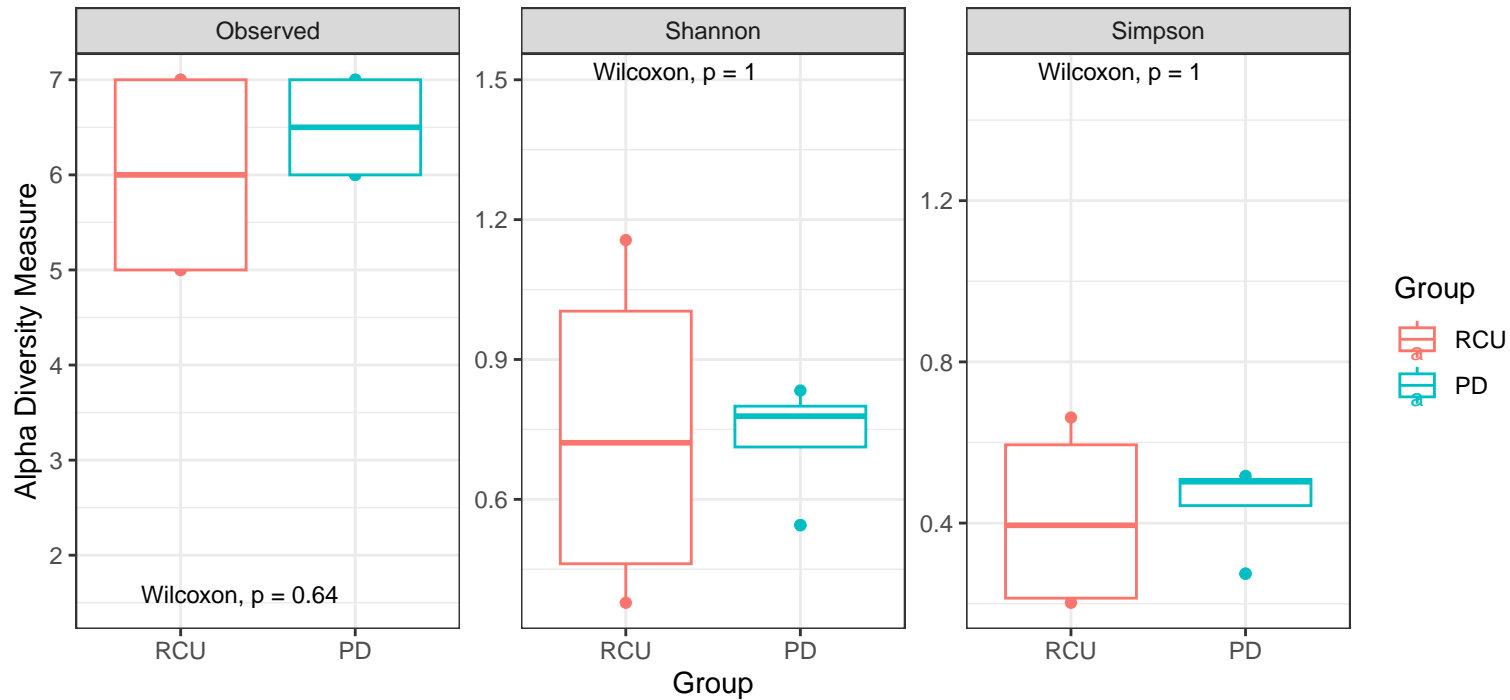 Observed
Shannon
Simpson
Alpha Diversity Measure
7
6
5
4
3
2
Wilcoxon, p = 0.64
RCU
PD
1.5
1.2
0.9
0.6
Wilcoxon, p = 1
RCU
PD
1.2
0.8
0.4
Wilcoxon, p = 1
RCU
PD
Group
Group
a
RCU
a
PD